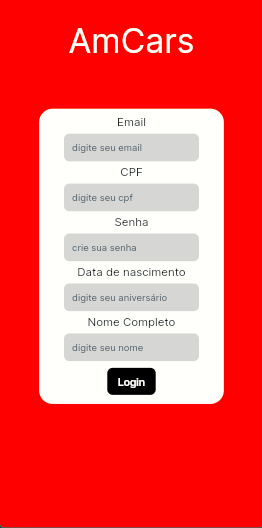 AmCars
Email
digite seu email
CPF
digite seu cpf
Senha
crie sua senha
Data de nascimento
digite seu aniversário
Nome Completo
digite seu nome
Login